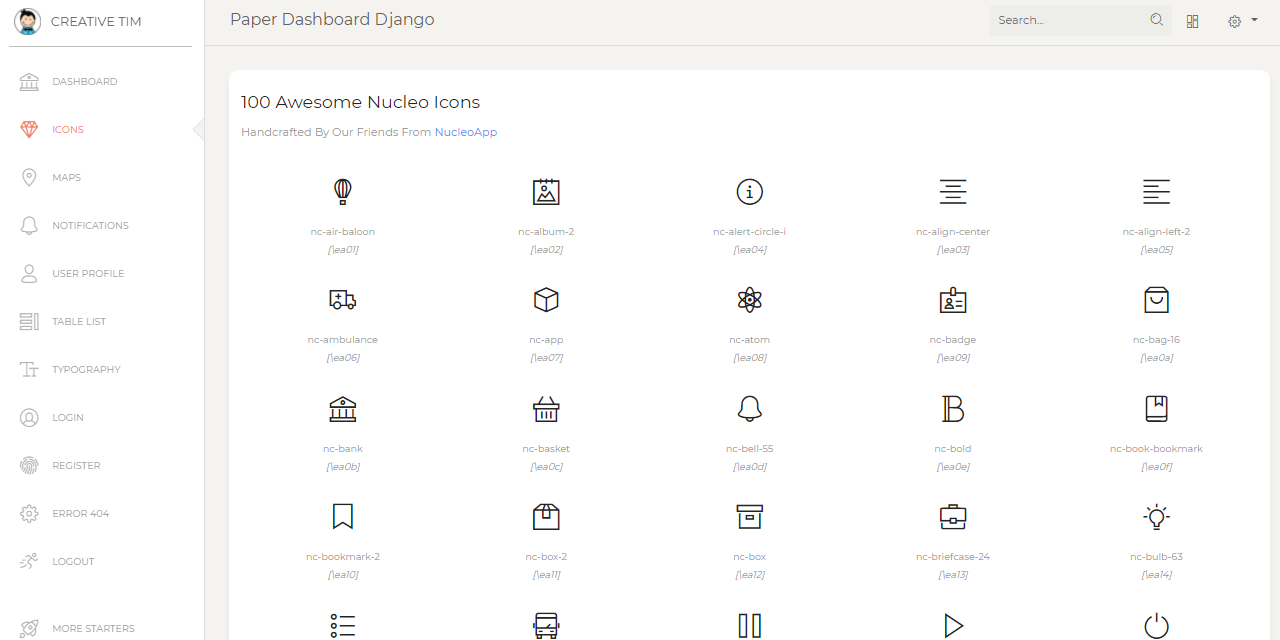 CREATIVE TIM
DASHBOARD
ICONS
MAPS
NOTIFICATIONS
USER PROFILE
TABLE LIST
TYPOGRAPHY
LOGIN
REGISTER
ERROR 404
LOGOUT
MORE STARTERS
Paper Dashboard Django
Search...
100 Awesome Nucleo Icons
Handcrafted By Our Friends From NucleoApp
nc-air-baloon nc-album-2 nc-alert-circle-i nc-align-center nc-align-left-2
[\ea01] [\ea02] [\ea04] [\ea03] [\ea05]
nc-ambulance nc-app nc-atom nc-badge nc-bag-16
[\ea06] [\ea07] [\ea08] [\ea09] [\ea0a]
nc-bank nc-basket nc-bell-55 nc-bold nc-book-bookmark
[\ea0b] [\ea0c] [\ea0d] [\ea0e] [\ea0f]
nc-bookmark-2 nc-box-2 nc-box nc-briefcase-24 nc-bulb-63
[\ea10] [\ea11] [\ea12] [\ea13] [\ea14]